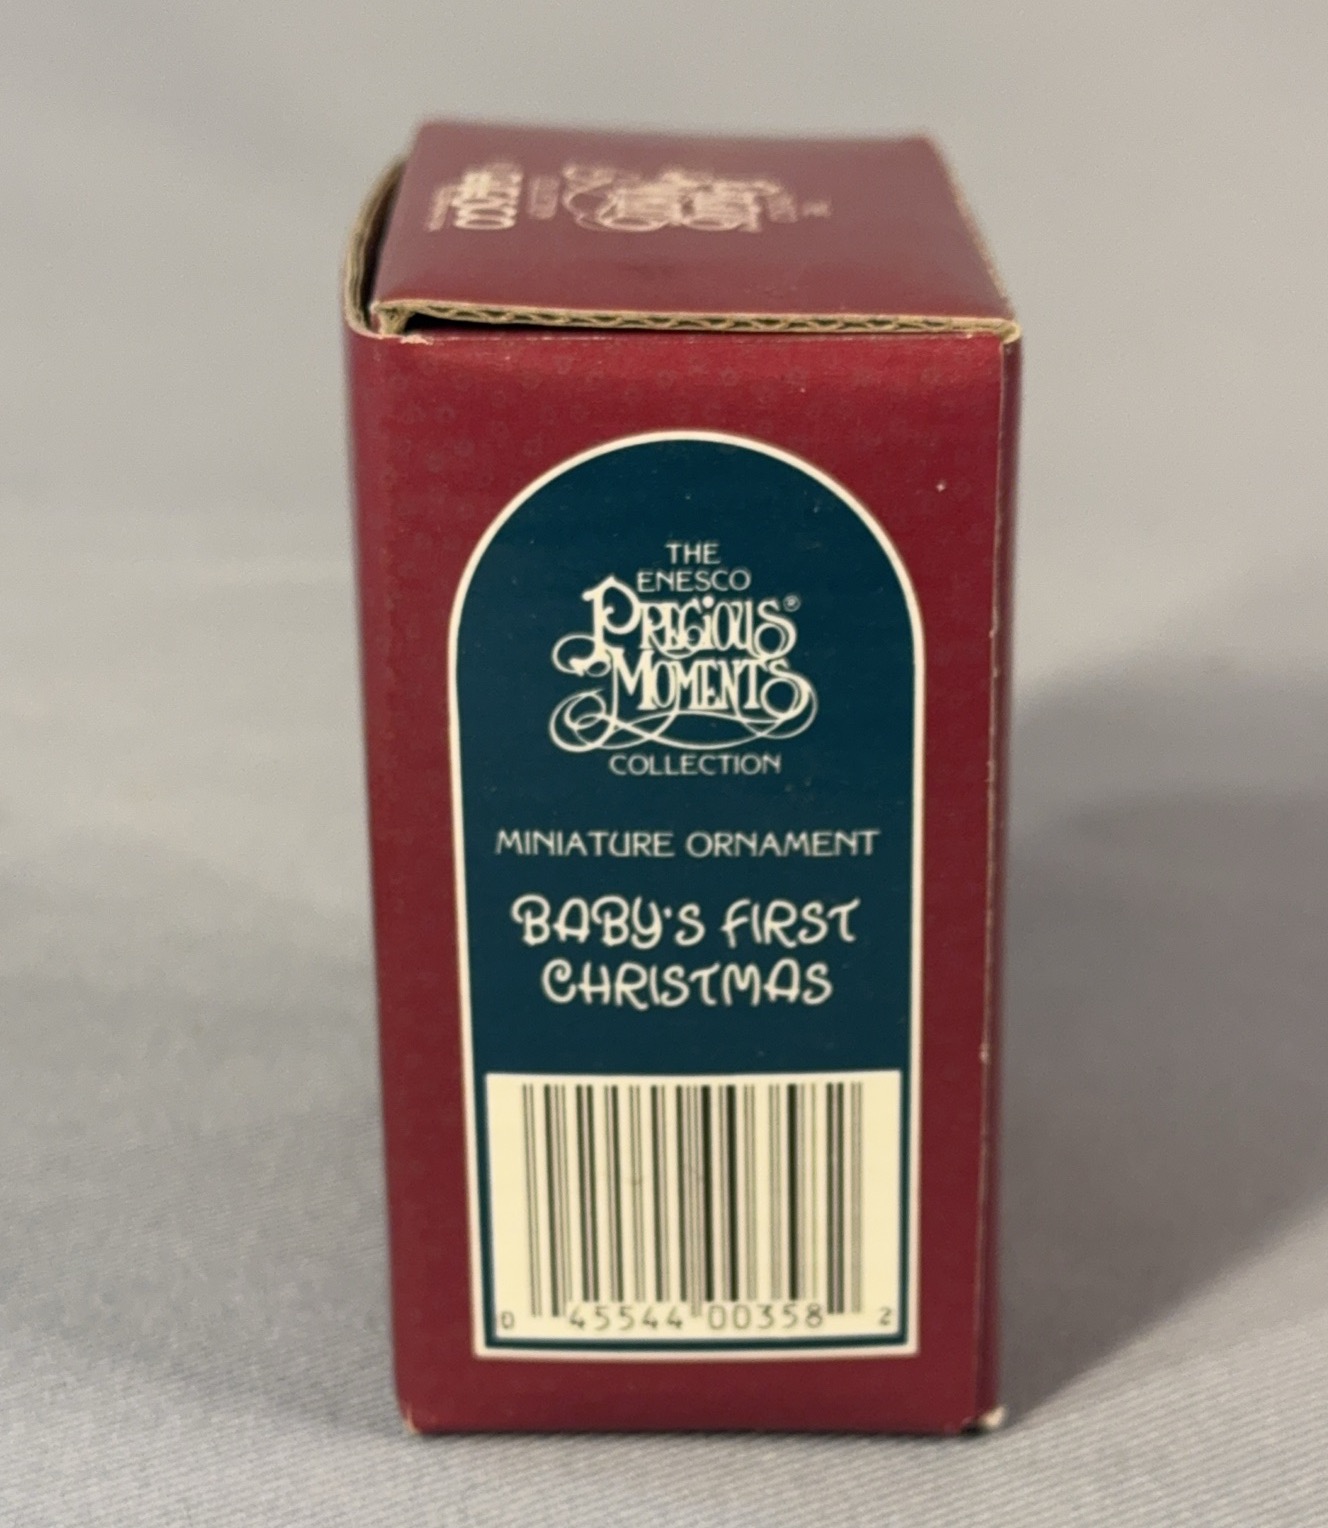 THE
ENESCO
PRECIOUS®
MOMENTS
COLLECTION
MINIATURE ORNAMENT
BABY'S FIRST
CHRISTMAS
0 45544 00358 2